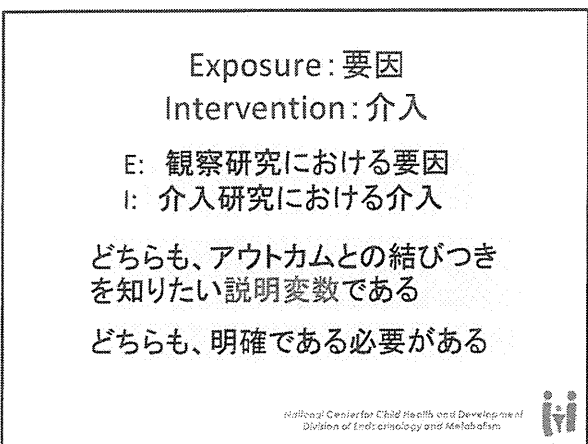 Exposure：要因
Intervention：介入
E: 観察研究における要因
I: 介入研究における介入
どちらも、アウトカムとの結びつき
を知りたい説明変数である
どちらも、明確である必要がある
National Center for Child Health and Development
Division of Endocrinology and Metabolism